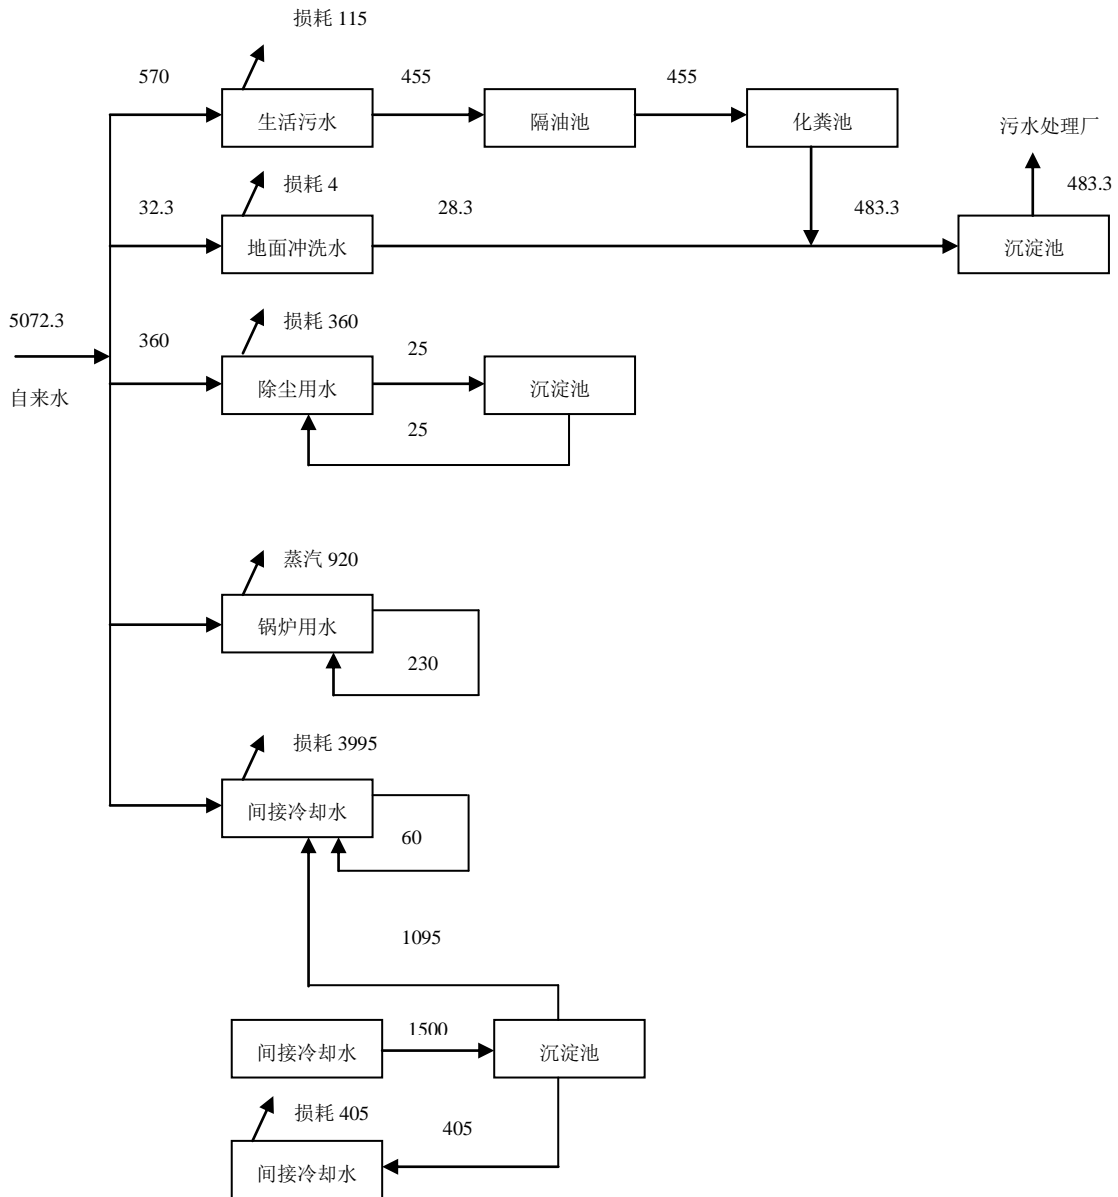 损耗 115
570
455
455
生活污水
隔油池
化粪池
污水处理厂
483.3
损耗 4
32.3
28.3
483.3
地面冲洗水
沉淀池
5072.3
自来水
损耗 360
360
25
除尘用水
沉淀池
25
蒸汽 920
锅炉用水
230
损耗 3995
间接冷却水
60
1095
1500
间接冷却水
沉淀池
损耗 405
405
间接冷却水